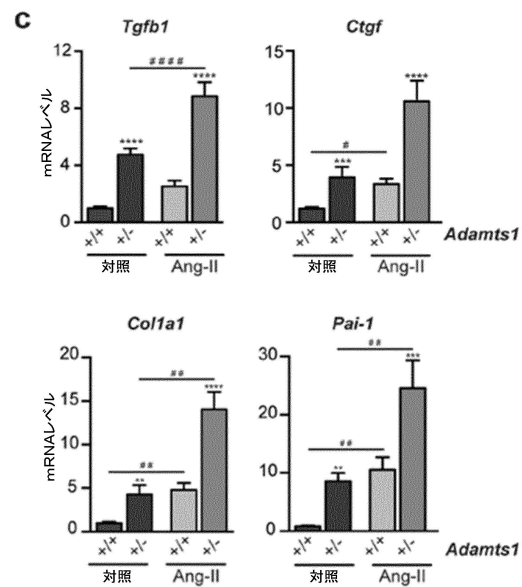 C
Tgfb1
Ctgf
mRNAレベル
12
8
4
0
####
****
****
+/+
+/-
+/+
+/-
対照
Ang-II
15
10
5
0
#
***
****
+/+
+/-
+/+
+/-
Adamts1
対照
Ang-II
Col1a1
Pai-1
mRNAレベル
20
15
10
5
0
##
##
**
****
+/+
+/-
+/+
+/-
対照
Ang-II
30
20
10
0
##
##
**
***
+/+
+/-
+/+
+/-
Adamts1
対照
Ang-II